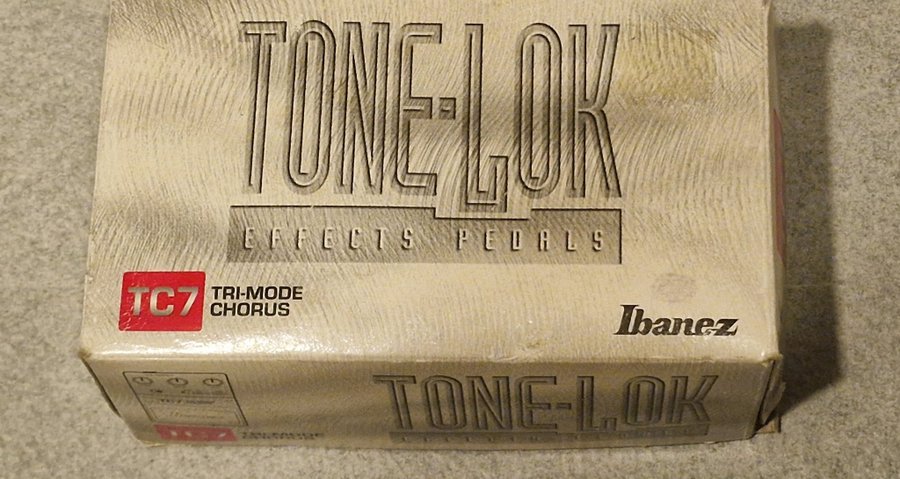 TONE-LOK
EFFECTS PEDALS
TC7 TRI-MODE
CHORUS
Ibanez
TONE-LOK
TC7 TRI-MODE